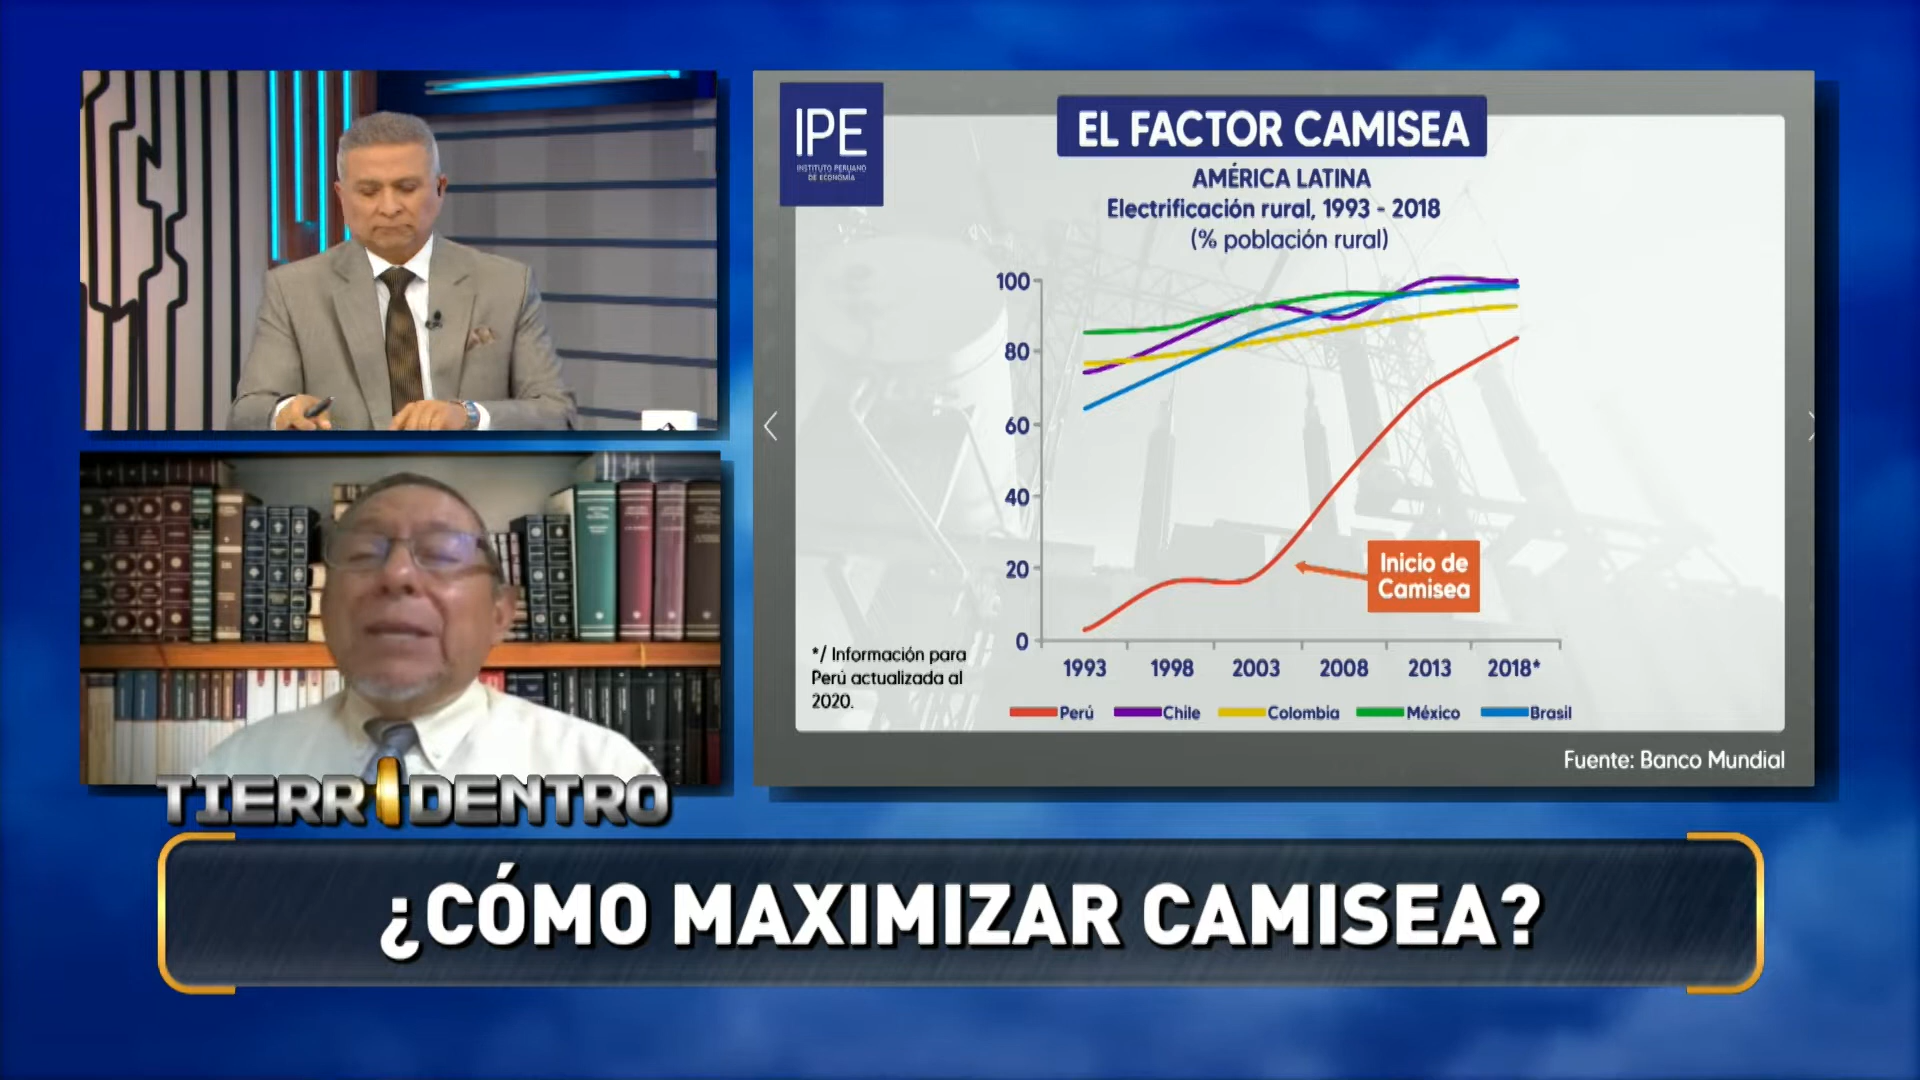 IPE
INSTITUTO PERUANO
DE ECONOMÍA
EL FACTOR CAMISEA
AMÉRICA LATINA
Electrificación rural, 1993 - 2018
(% población rural)
100
80
60
40
20
0
Inicio de
Camisea
1993 1998 2003 2008 2013 2018*
*/ Información para
Perú actualizada al
2020.
Perú Chile Colombia México Brasil
Fuente: Banco Mundial
TIERRA DENTRO
¿CÓMO MAXIMIZAR CAMISEA?